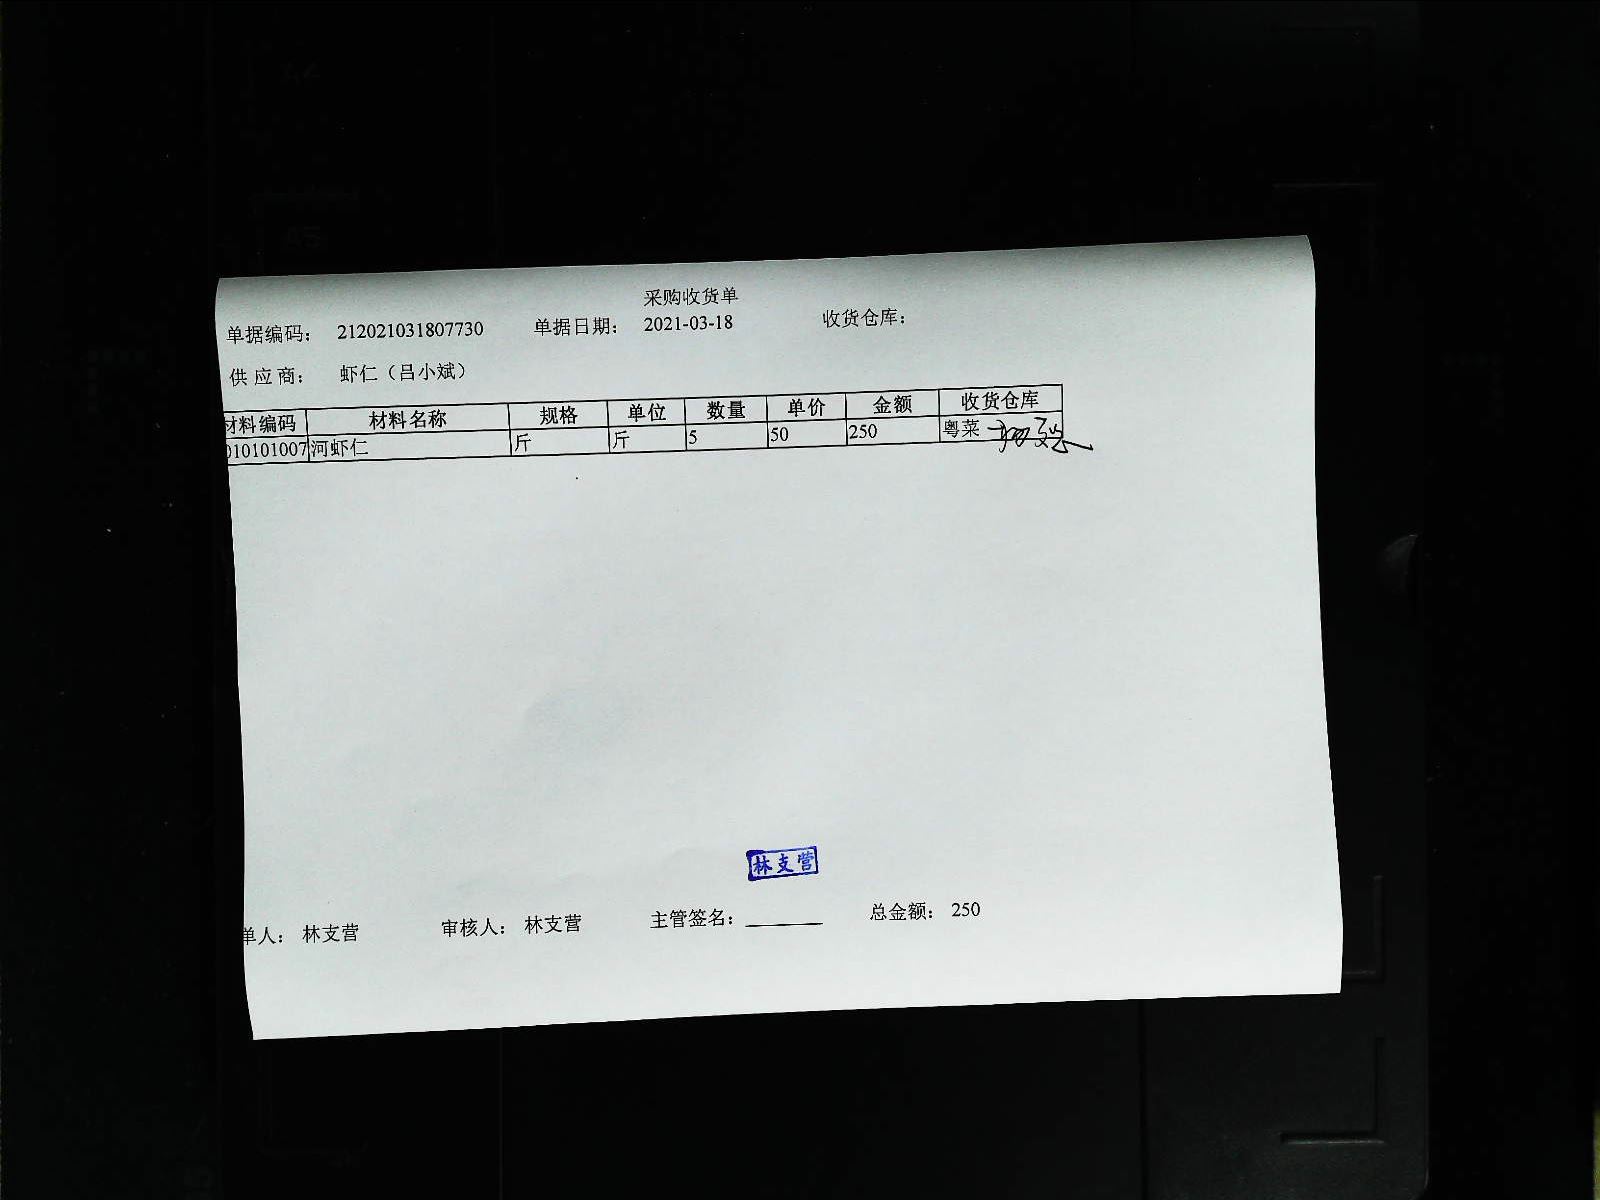 采购收货单
单据编码： 212021031807730 单据日期： 2021-03-18 收货仓库：
供应商： 虾仁（吕小斌）
材料编码 材料名称 规格 单位 数量 单价 金额 收货仓库
010101007 河虾仁 斤 斤 5 50 250 粤菜
林支营
单人： 林支营 审核人： 林支营 主管签名： 总金额： 250